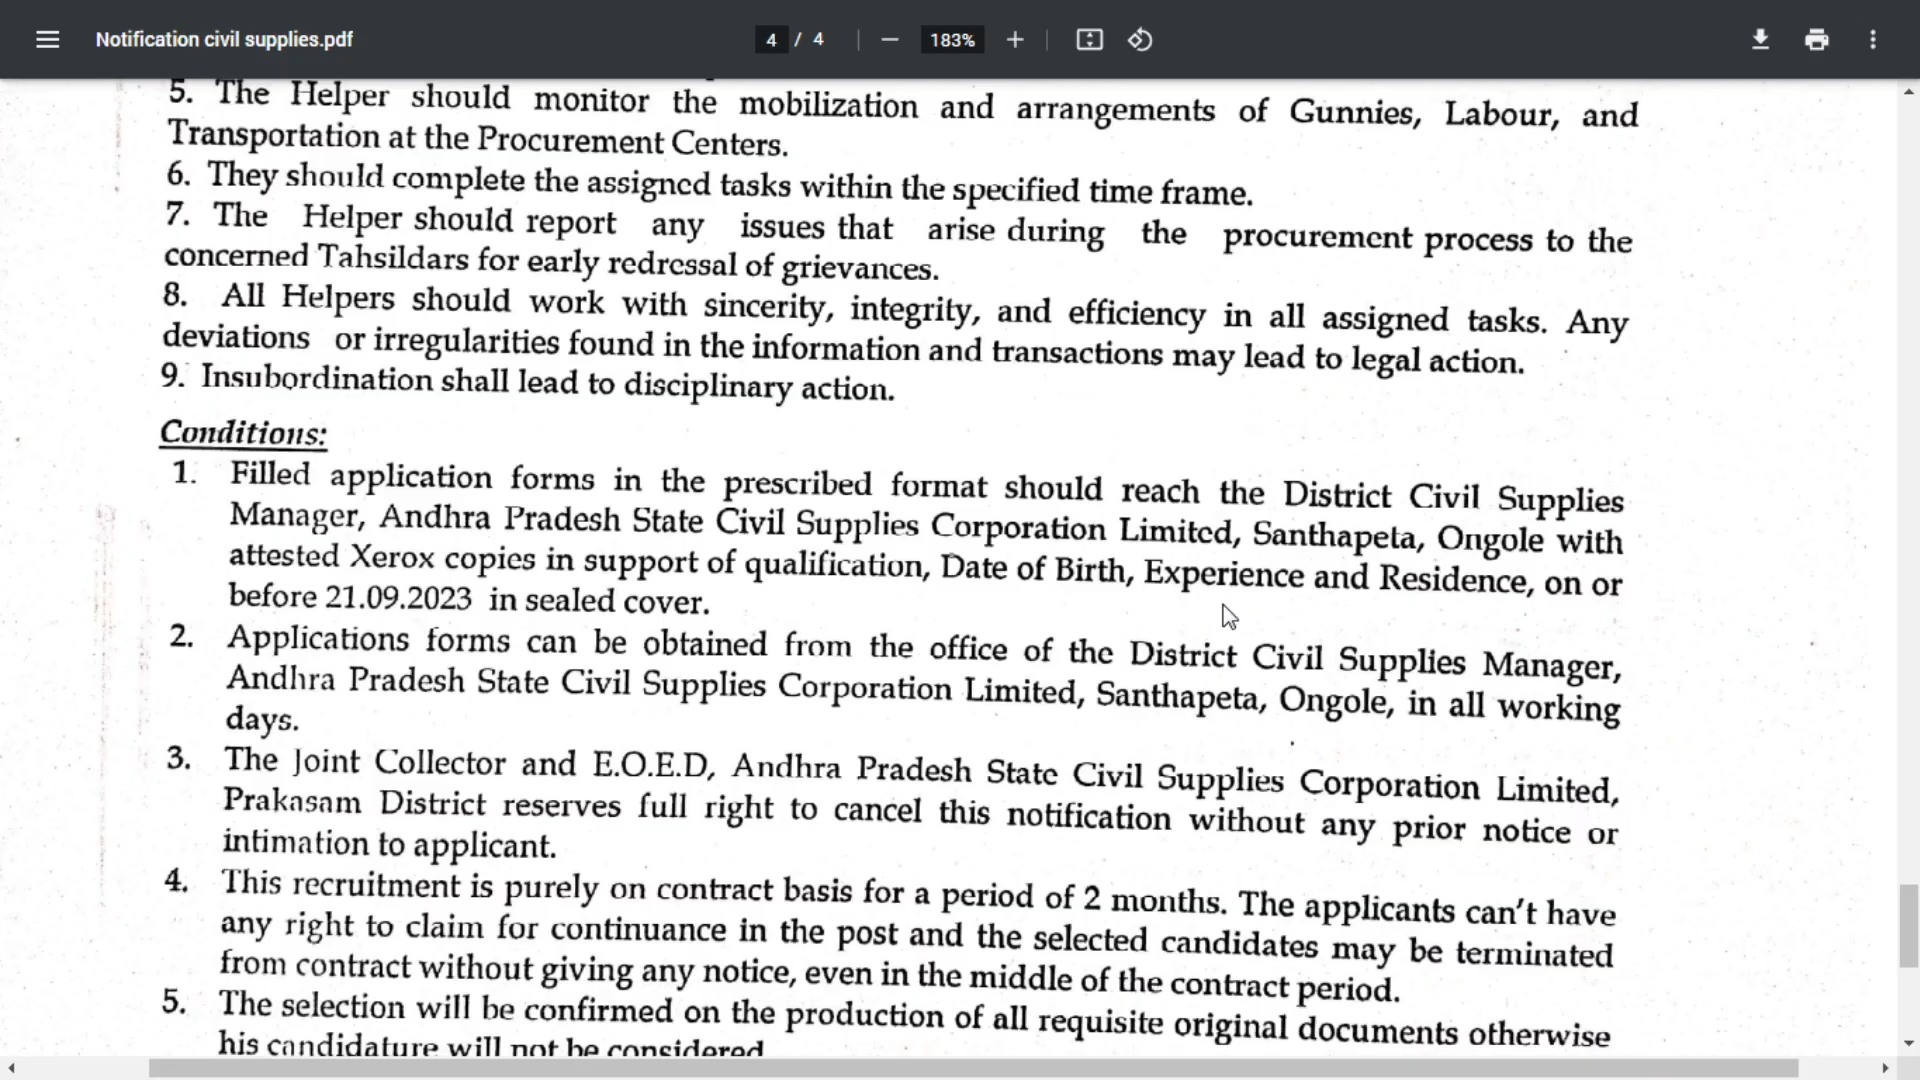 Notification civil supplies.pdf
4 / 4
183%
5. The Helper should monitor the mobilization and arrangements of Gunnies, Labour, and
Transportation at the Procurement Centers.
6. They should complete the assigned tasks within the specified time frame.
7. The Helper should report any issues that arise during the procurement process to the
concerned Tahsildars for early redressal of grievances.
8. All Helpers should work with sincerity, integrity, and efficiency in all assigned tasks. Any
deviations or irregularities found in the information and transactions may lead to legal action.
9. Insubordination shall lead to disciplinary action.
Conditions:
1. Filled application forms in the prescribed format should reach the District Civil Supplies
Manager, Andhra Pradesh State Civil Supplies Corporation Limited, Santhapeta, Ongole with
attested Xerox copies in support of qualification, Date of Birth, Experience and Residence, on or
before 21.09.2023 in sealed cover.
2. Applications forms can be obtained from the office of the District Civil Supplies Manager,
Andhra Pradesh State Civil Supplies Corporation Limited, Santhapeta, Ongole, in all working
days.
3. The Joint Collector and E.O.E.D, Andhra Pradesh State Civil Supplies Corporation Limited,
Prakasam District reserves full right to cancel this notification without any prior notice or
intimation to applicant.
4. This recruitment is purely on contract basis for a period of 2 months. The applicants can't have
any right to claim for continuance in the post and the selected candidates may be terminated
from contract without giving any notice, even in the middle of the contract period.
5. The selection will be confirmed on the production of all requisite original documents otherwise
his candidature will not be considered